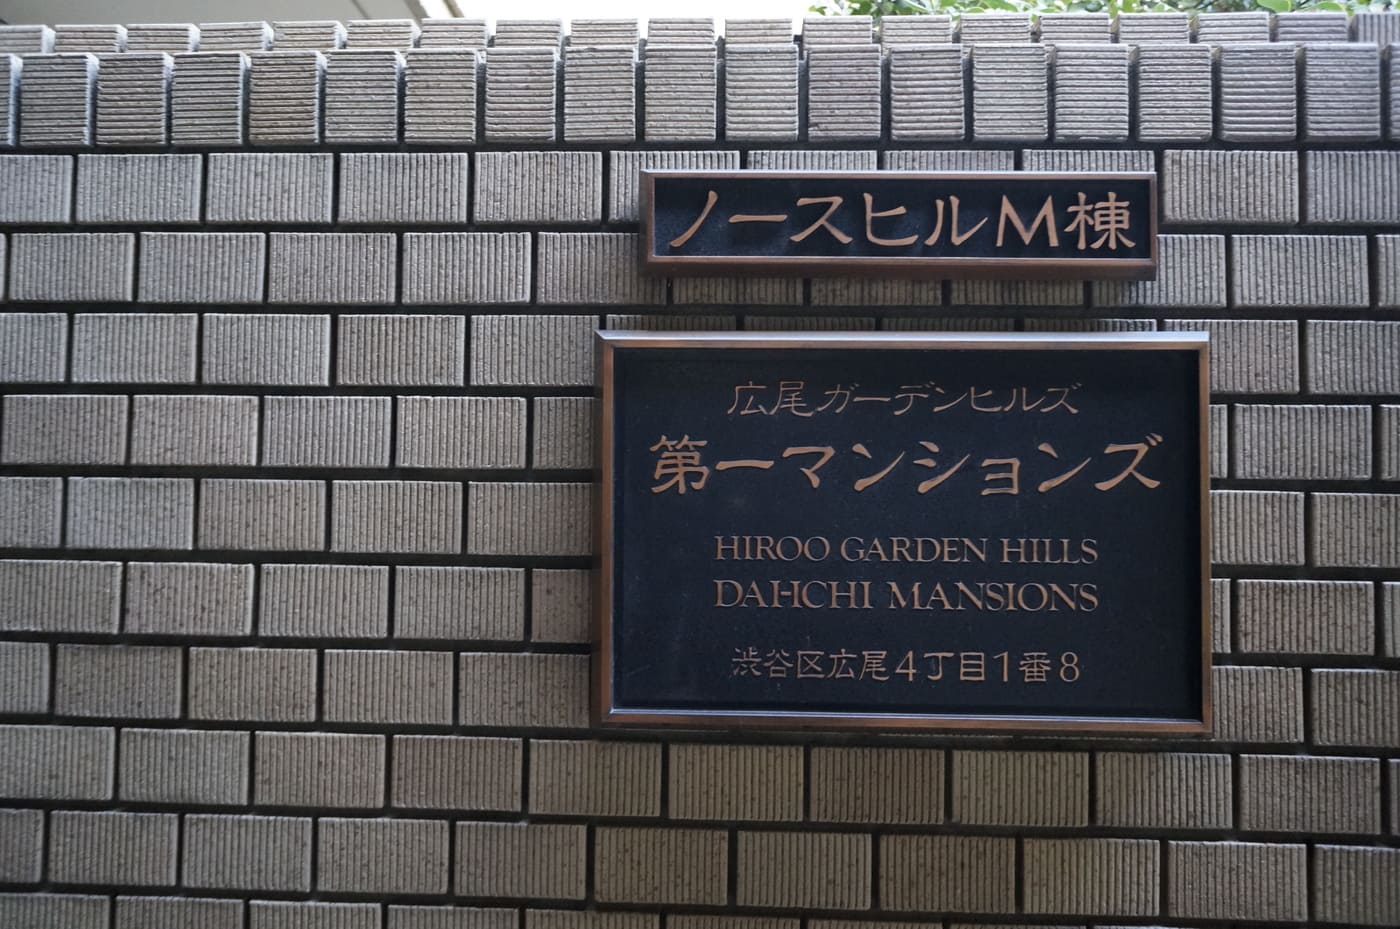 ノースヒルM棟
広尾ガーデンヒルズ
第一マンションズ
HIROO GARDEN HILLS
DAI-ICHI MANSIONS
渋谷区広尾4丁目1番8